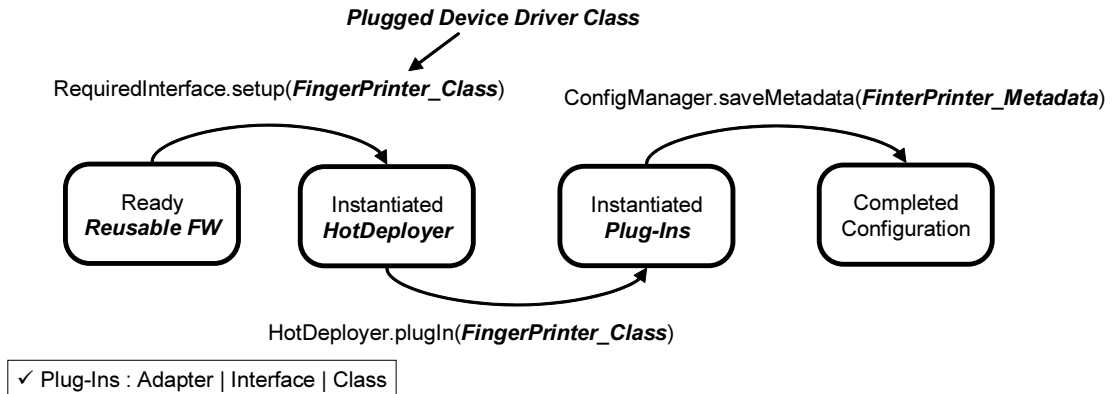 Plugged Device Driver Class
RequiredInterface.setup(FingerPrinter_Class)
ConfigManager.saveMetadata(FinterPrinter_Metadata)
Ready
Reusable FW
Instantiated
HotDeployer
Instantiated
Plug-Ins
Completed
Configuration
HotDeployer.plugIn(FingerPrinter_Class)
✓ Plug-Ins : Adapter | Interface | Class